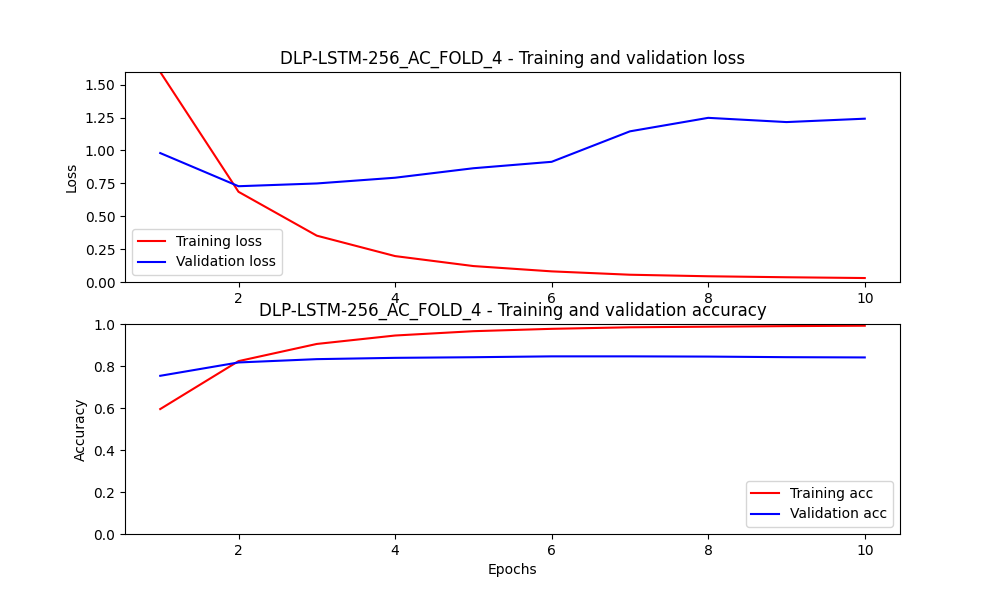 DLP-LSTM-256_AC_FOLD_4 - Training and validation loss
1.50
1.25
1.00
0.75
0.50
0.25
0.00
Loss
Training loss
Validation loss
2 4 6 8 10
DLP-LSTM-256_AC_FOLD_4 - Training and validation accuracy
1.0
0.8
0.6
0.4
0.2
0.0
Accuracy
Training acc
Validation acc
2 4 6 8 10
Epochs